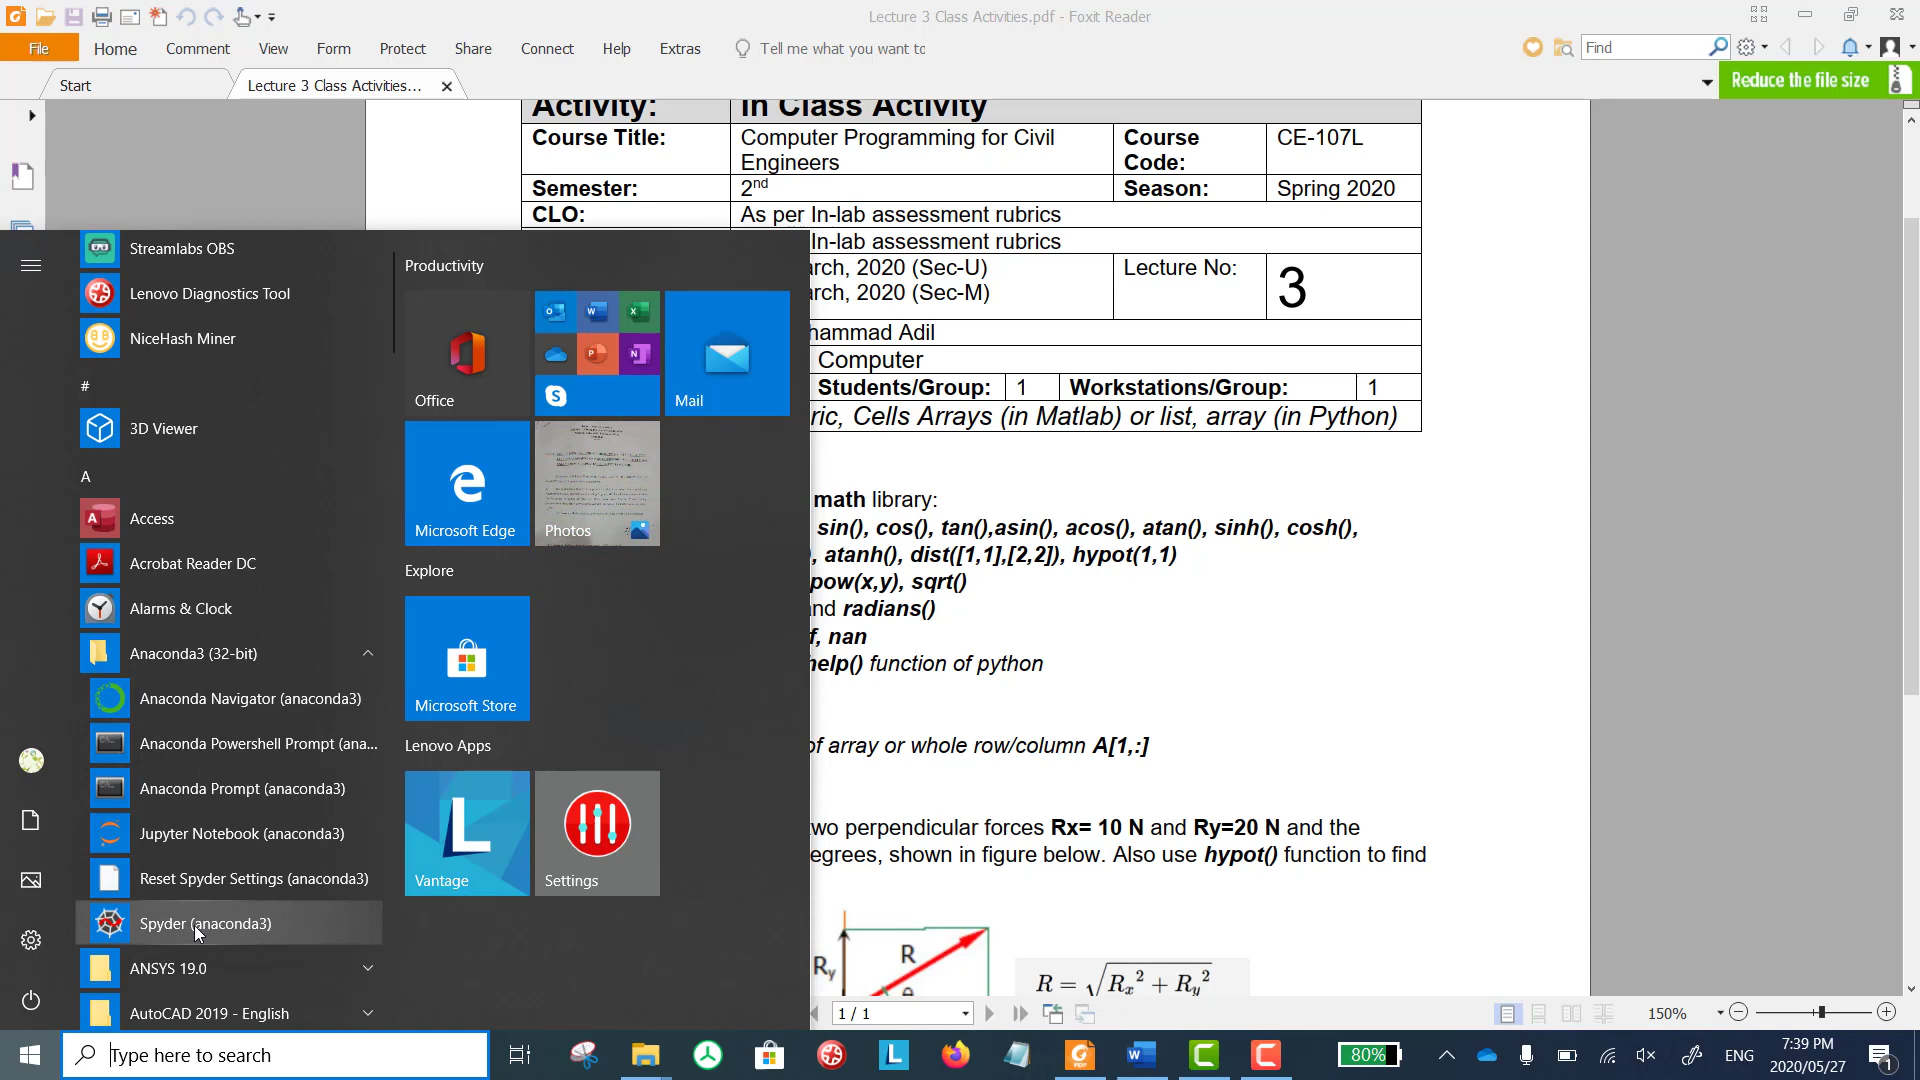 Lecture 3 Class Activities.pdf - Foxit Reader
File
Home
Comment
View
Form
Protect
Share
Connect
Help
Extras
Tell me what you want to
Find
Start
Lecture 3 Class Activities...
Reduce the file size
Activity:
In Class Activity
Course Title:
Computer Programming for Civil
Engineers
Course
Code:
CE-107L
Semester:
2nd
Season:
Spring 2020
CLO:
As per In-lab assessment rubrics
In-lab assessment rubrics
arch, 2020 (Sec-U)
arch, 2020 (Sec-M)
Lecture No:
3
hammad Adil
Computer
Students/Group:
1
Workstations/Group:
1
ric, Cells Arrays (in Matlab) or list, array (in Python)
math library:
sin(), cos(), tan(),asin(), acos(), atan(), sinh(), cosh(),
), atanh(), dist([1,1],[2,2]), hypot(1,1)
pow(x,y), sqrt()
and radians()
f, nan
help() function of python
of array or whole row/column A[1,:]
two perpendicular forces Rx= 10 N and Ry=20 N and the
egrees, shown in figure below. Also use hypot() function to find
R
Ry
θ
R = √Rx² + Ry²
Streamlabs OBS
Lenovo Diagnostics Tool
NiceHash Miner
#
3D Viewer
A
Access
Acrobat Reader DC
Alarms & Clock
Anaconda3 (32-bit)
Anaconda Navigator (anaconda3)
Anaconda Powershell Prompt (ana...
Anaconda Prompt (anaconda3)
Jupyter Notebook (anaconda3)
Reset Spyder Settings (anaconda3)
Spyder (anaconda3)
ANSYS 19.0
AutoCAD 2019 - English
Productivity
Office
Mail
Microsoft Edge
Photos
Explore
Microsoft Store
Lenovo Apps
Vantage
Settings
1 / 1
150%
Type here to search
80%
ENG
7:39 PM
2020/05/27
1